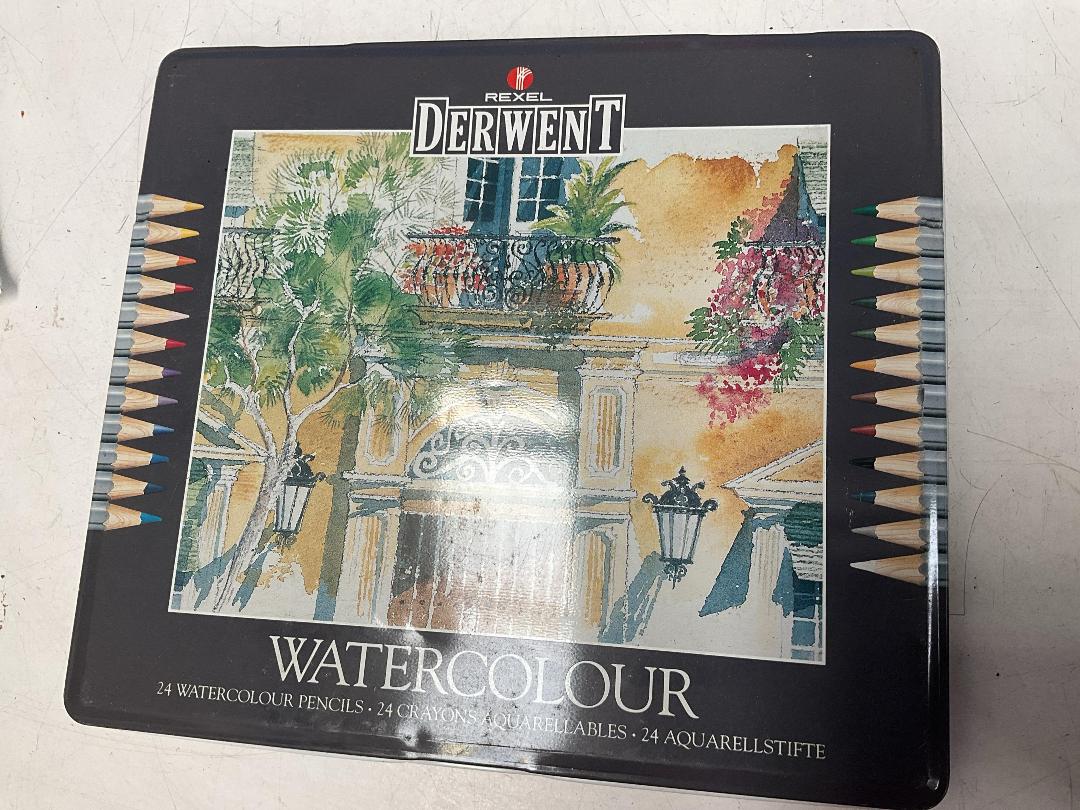 REXEL
DERWENT
WATERCOLOUR
24 WATERCOLOUR PENCILS · 24 CRAYONS AQUARELLABLES · 24 AQUARELLSTIFTE